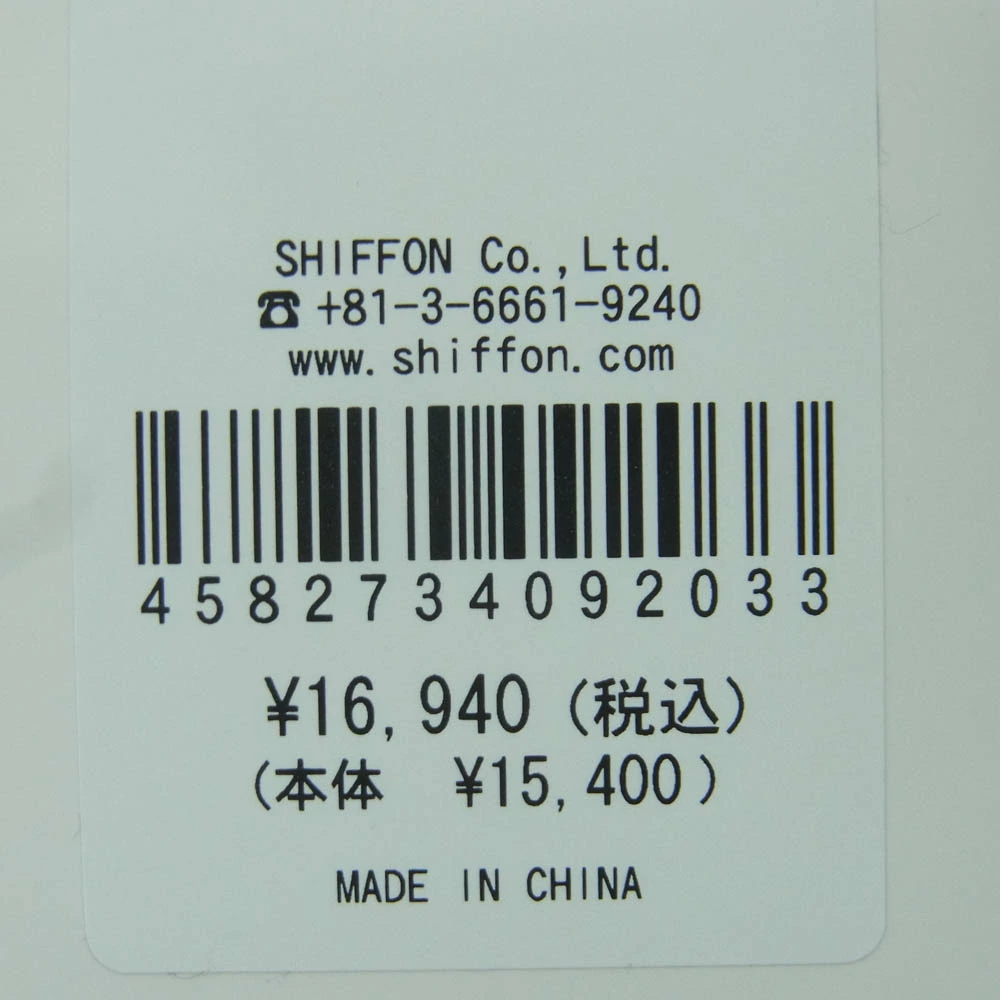 SHIFFON Co.,Ltd.
☎ +81-3-6661-9240
www.shiffon.com
4582734092033
¥16,940 (税込)
(本体 ¥15,400)
MADE IN CHINA